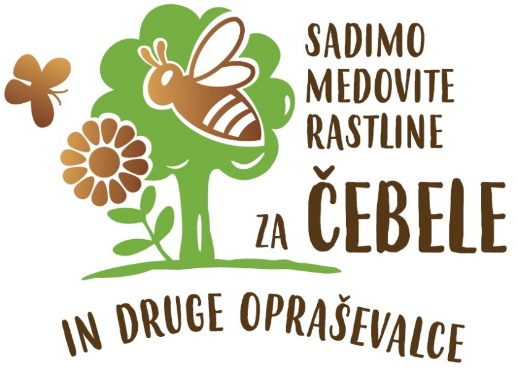 SADIMO
MEDOVITE
RASTLINE
ZA ČEBELE
IN DRUGE OPRAŠEVALCE